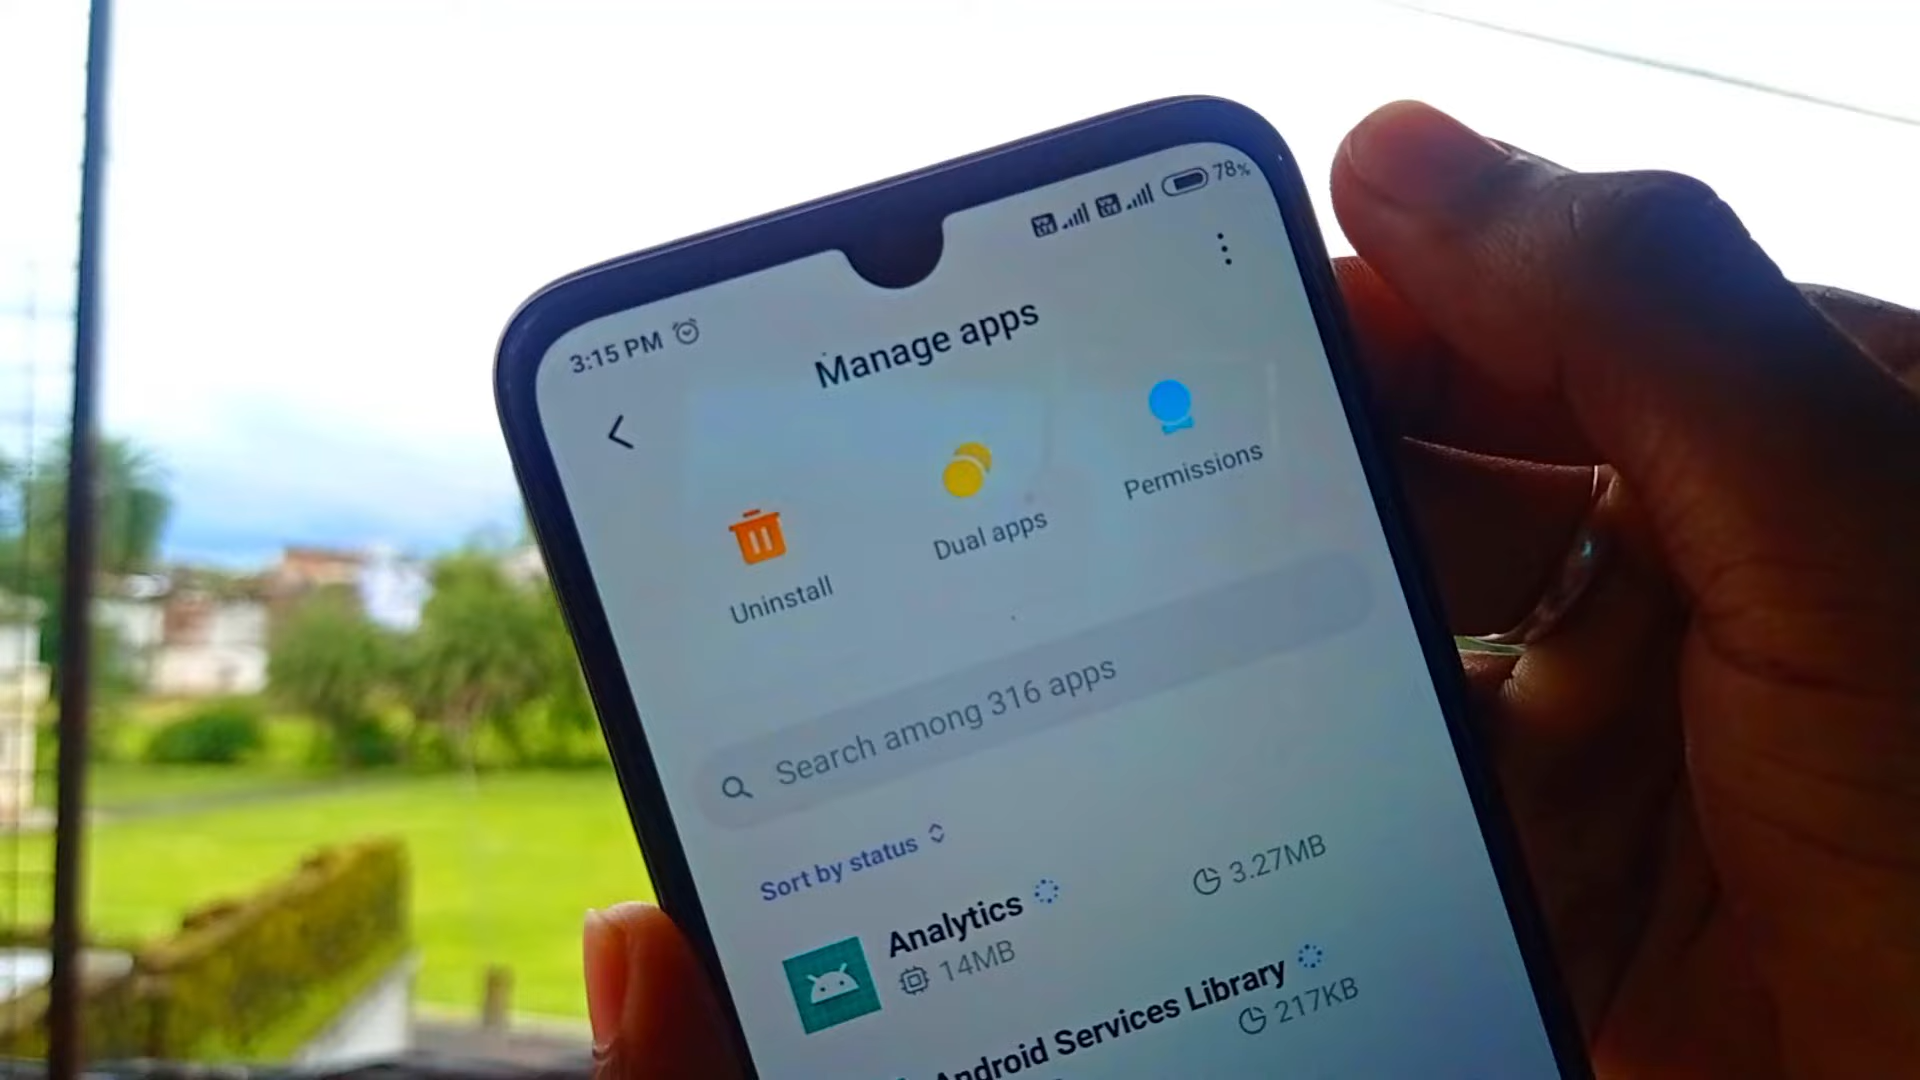 3:15 PM
78%
Manage apps
Uninstall
Dual apps
Permissions
Search among 316 apps
Sort by status
Analytics
14MB
3.27MB
Android Services Library
217KB